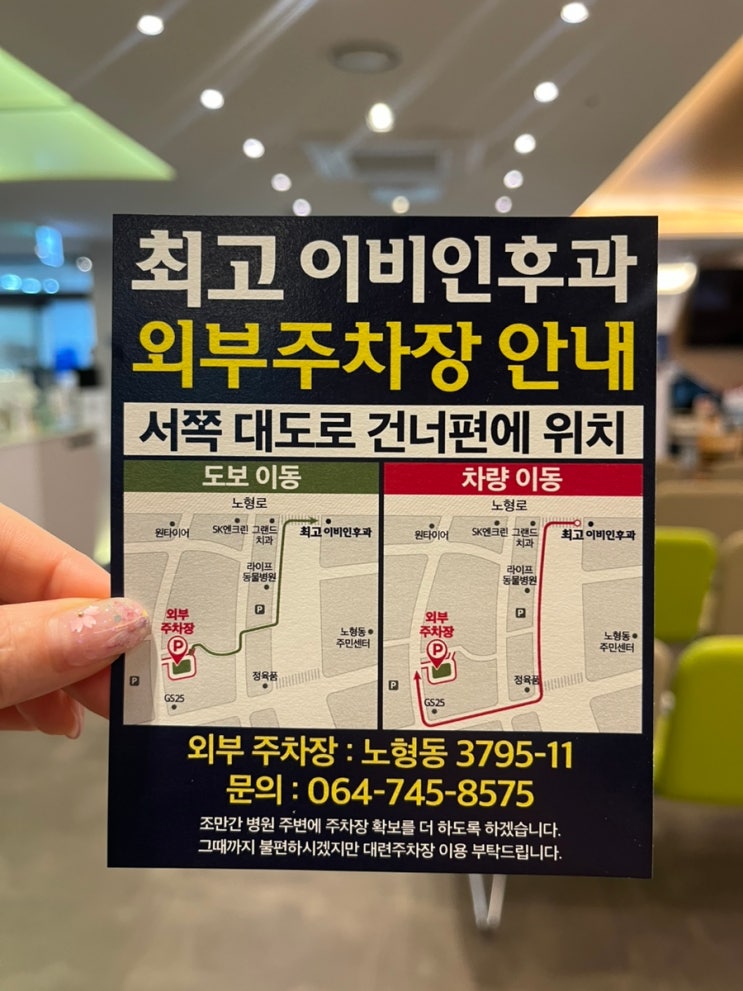 최고 이비인후과
외부주차장 안내
서쪽 대도로 건너편에 위치
도보 이동
노형로
원타이어
SK엔크린
그랜드
치과
최고 이비인후과
라이프
동물병원
P
외부
주차장
P
노형동
주민센터
P
정육품
GS25
차량 이동
노형로
원타이어
SK엔크린
그랜드
치과
최고 이비인후과
라이프
동물병원
P
외부
주차장
P
노형동
주민센터
P
정육품
GS25
외부 주차장 : 노형동 3795-11
문의 : 064-745-8575
조만간 병원 주변에 주차장 확보를 더 하도록 하겠습니다.
그때까지 불편하시겠지만 대련주차장 이용 부탁드립니다.